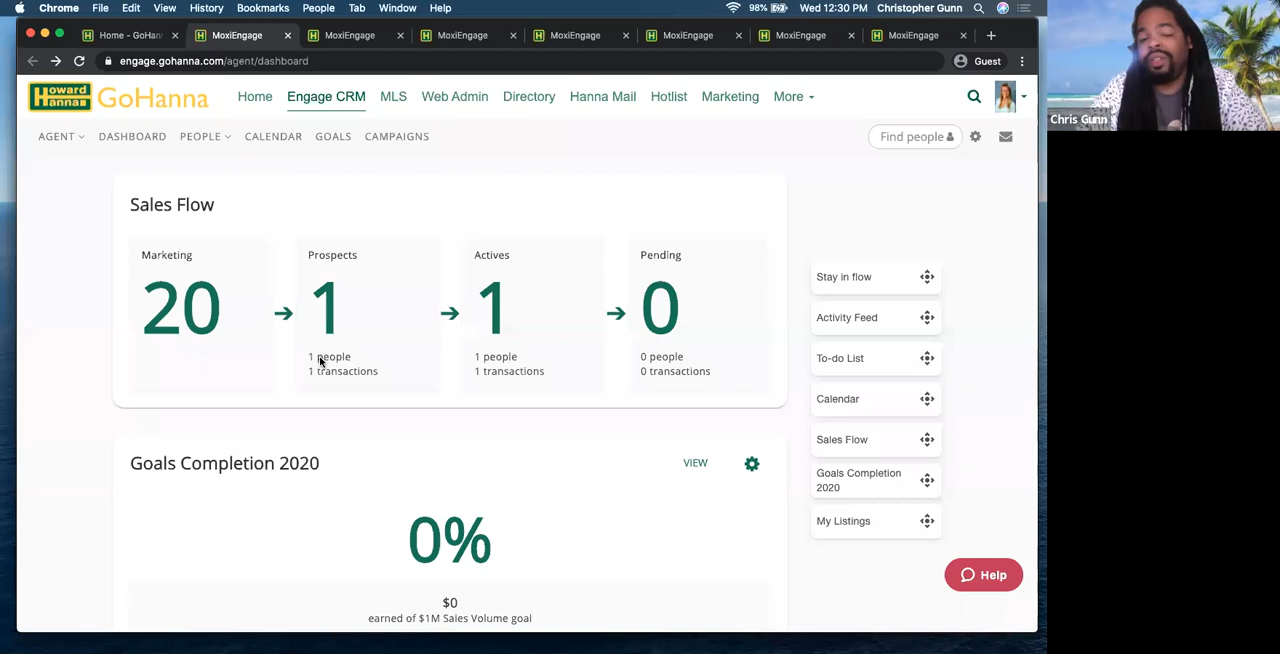 Chrome File Edit View History Bookmarks People Tab Window Help 98% Wed 12:30 PM Christopher Gunn
Home - GoHann MoxiEngage MoxiEngage MoxiEngage MoxiEngage MoxiEngage MoxiEngage MoxiEngage
engage.gohanna.com/agent/dashboard Guest
Howard Hanna GoHanna Home Engage CRM MLS Web Admin Directory Hanna Mail Hotlist Marketing More
Chris Gunn
AGENT DASHBOARD PEOPLE CALENDAR GOALS CAMPAIGNS Find people
Sales Flow
Marketing Prospects Actives Pending
20 1 1 0
1 people 1 people 0 people
1 transactions 1 transactions 0 transactions
Goals Completion 2020 VIEW
0%
$0
earned of $1M Sales Volume goal
Stay in flow
Activity Feed
To-do List
Calendar
Sales Flow
Goals Completion
2020
My Listings
Help